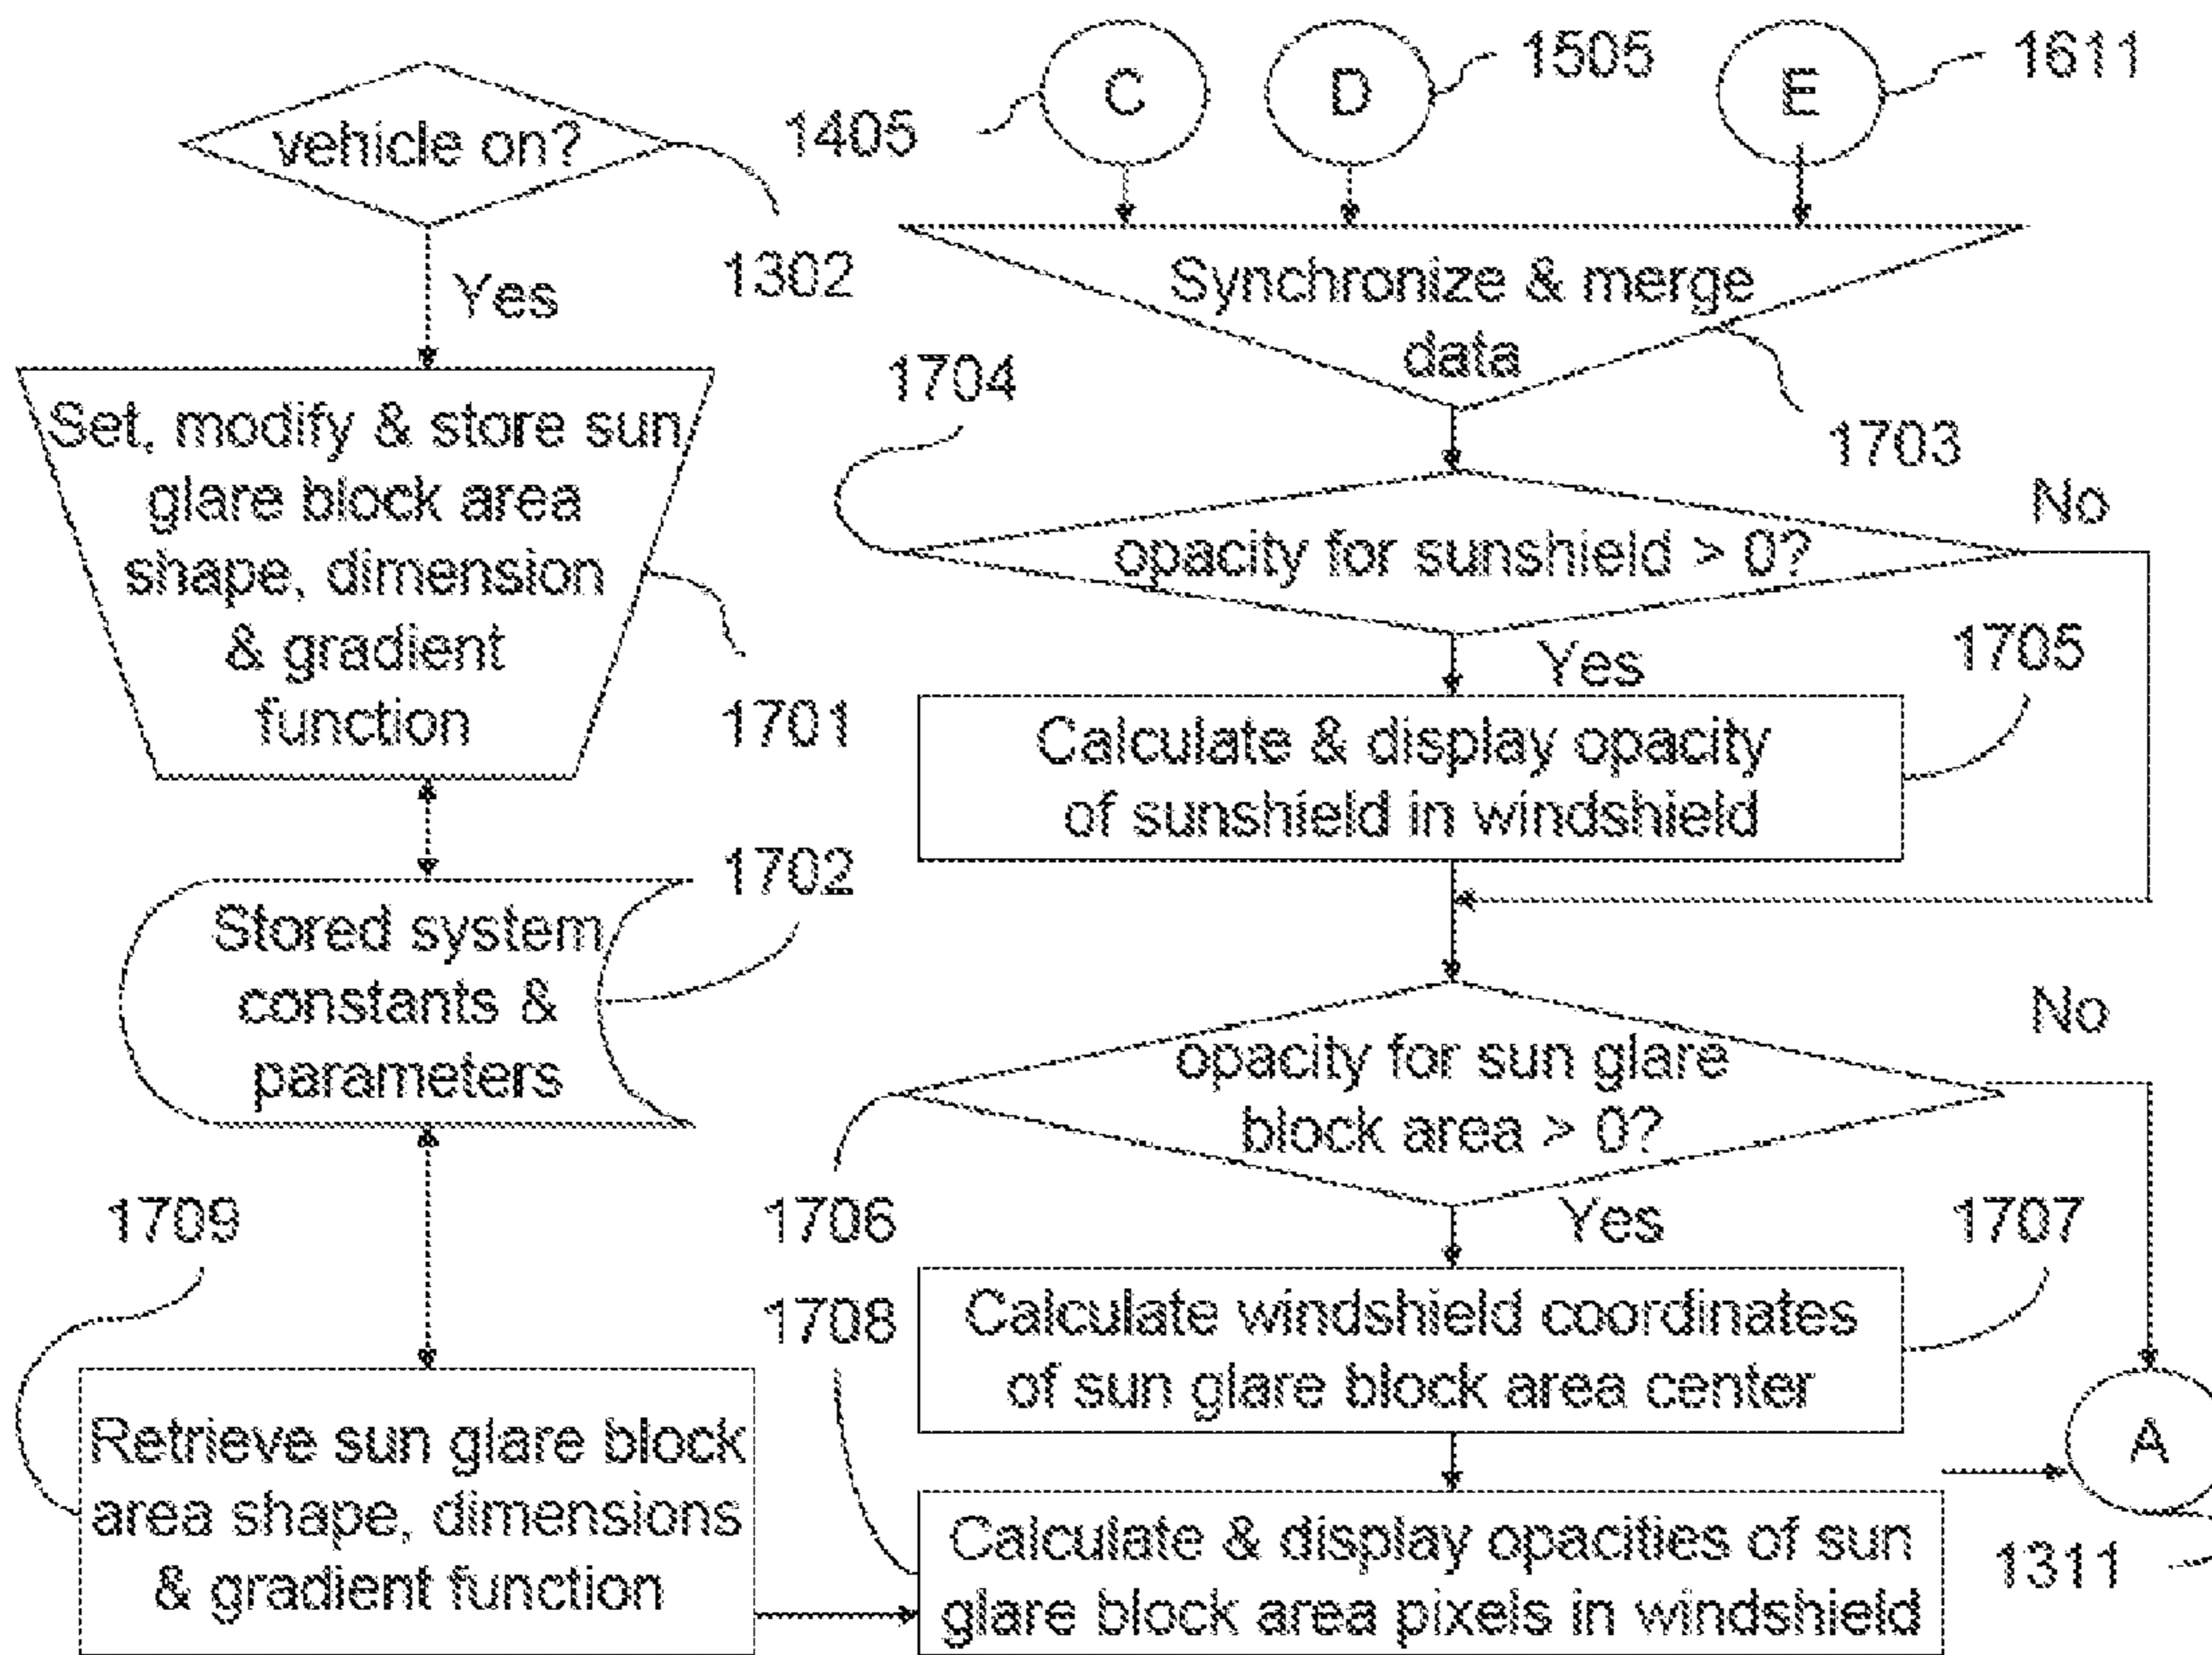 vehicle on?
1302
Yes
Set, modify & store sun
glare block area
shape, dimension
& gradient
function
1701
Stored system
constants &
parameters
1702
1709
Retrieve sun glare block
area shape, dimensions
& gradient function
1405
C
D
1505
E
1611
Synchronize & merge
data
1703
1704
opacity for sunshield > 0?
No
Yes
1705
Calculate & display opacity
of sunshield in windshield
opacity for sun glare
block area > 0?
No
1706
Yes
1707
Calculate windshield coordinates
of sun glare block area center
1708
Calculate & display opacities of sun
glare block area pixels in windshield
A
1311